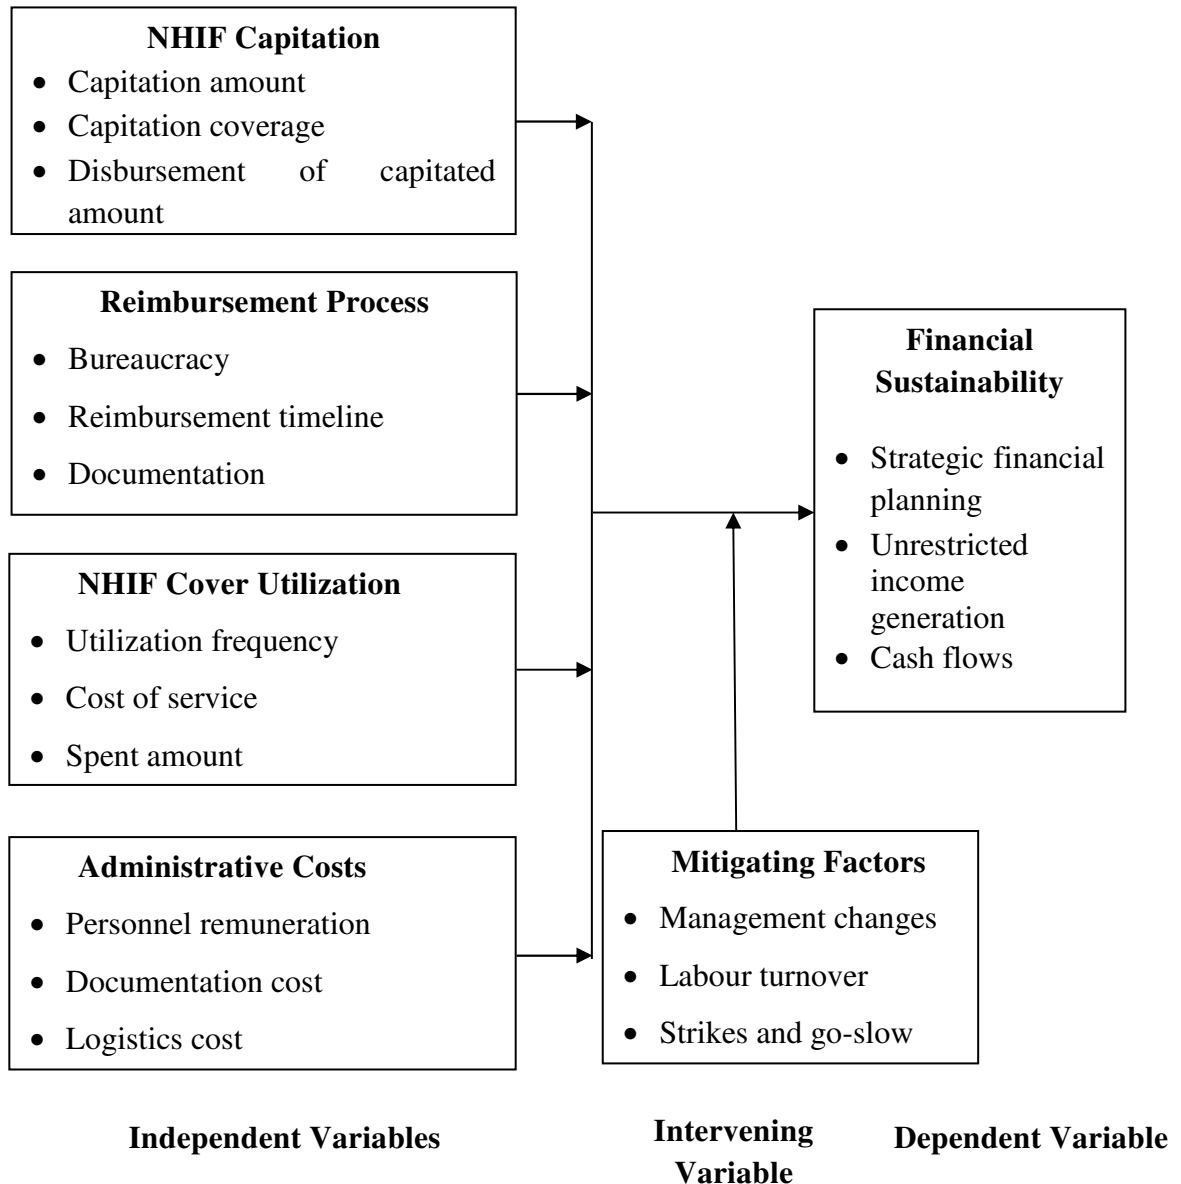 NHIF Capitation
• Capitation amount
• Capitation coverage
• Disbursement of capitated
amount
Reimbursement Process
• Bureaucracy
• Reimbursement timeline
• Documentation
NHIF Cover Utilization
• Utilization frequency
• Cost of service
• Spent amount
Administrative Costs
• Personnel remuneration
• Documentation cost
• Logistics cost
Mitigating Factors
• Management changes
• Labour turnover
• Strikes and go-slow
Financial
Sustainability
• Strategic financial
planning
• Unrestricted
income
generation
• Cash flows
Independent Variables
Intervening
Variable
Dependent Variable